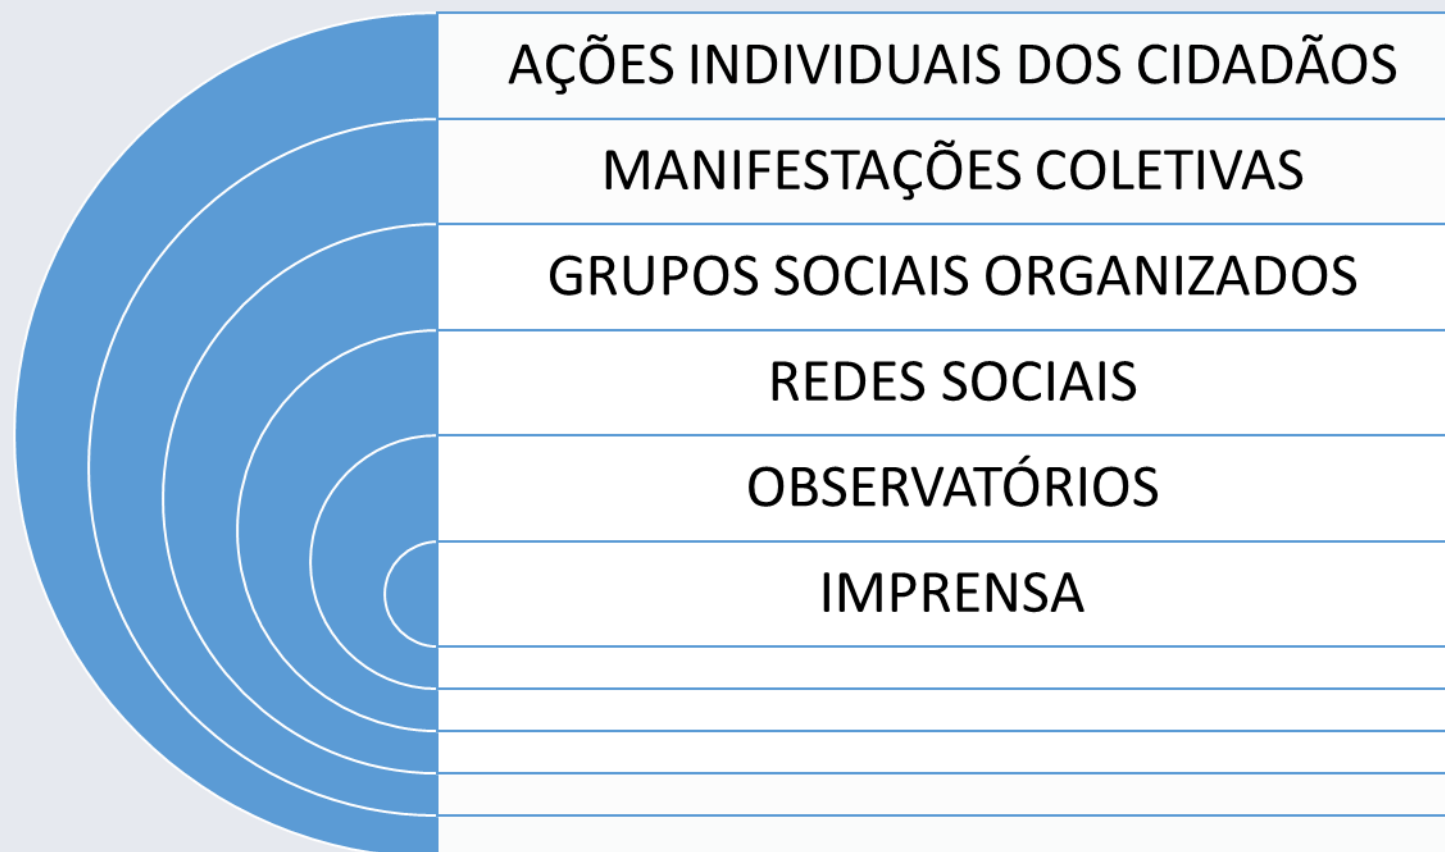 AÇÕES INDIVIDUAIS DOS CIDADÃOS
MANIFESTAÇÕES COLETIVAS
GRUPOS SOCIAIS ORGANIZADOS
REDES SOCIAIS
OBSERVATÓRIOS
IMPRENSA